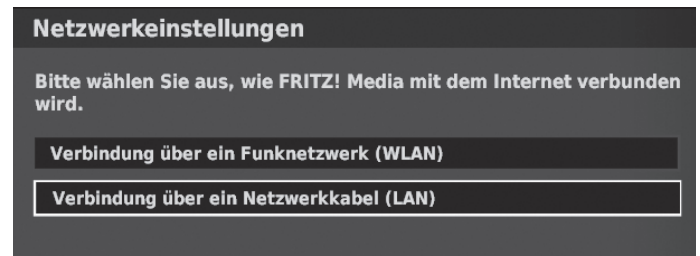 Netzwerkeinstellungen
Bitte wählen Sie aus, wie FRITZ! Media mit dem Internet verbunden
wird.
Verbindung über ein Funknetzwerk (WLAN)
Verbindung über ein Netzwerkkabel (LAN)